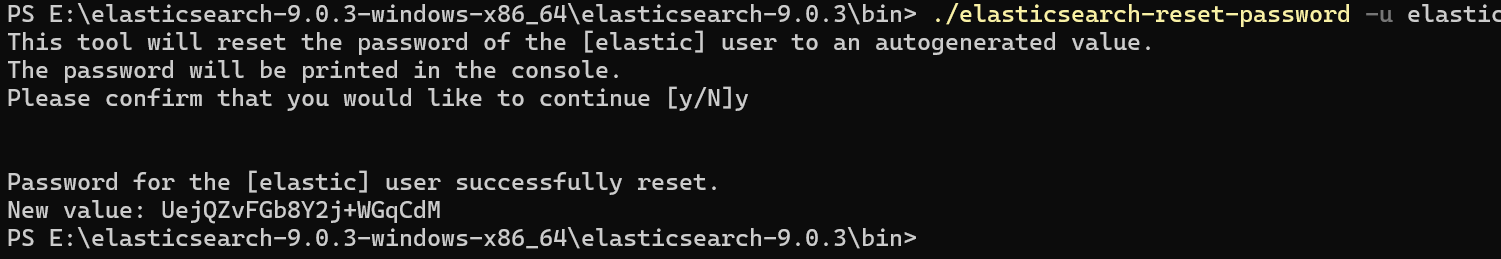 PS E:\elasticsearch-9.0.3-windows-x86_64\elasticsearch-9.0.3\bin> ./elasticsearch-reset-password -u elastic
This tool will reset the password of the [elastic] user to an autogenerated value.
The password will be printed in the console.
Please confirm that you would like to continue [y/N]y
Password for the [elastic] user successfully reset.
New value: UejQZvFGb8Y2j+WGqCdM
PS E:\elasticsearch-9.0.3-windows-x86_64\elasticsearch-9.0.3\bin>